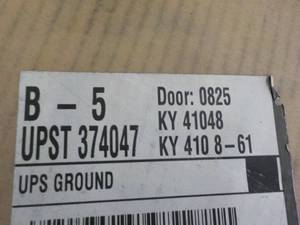 B - 5 Door: 0825
UPST 374047 KY 41048
KY 410 8-61
UPS GROUND